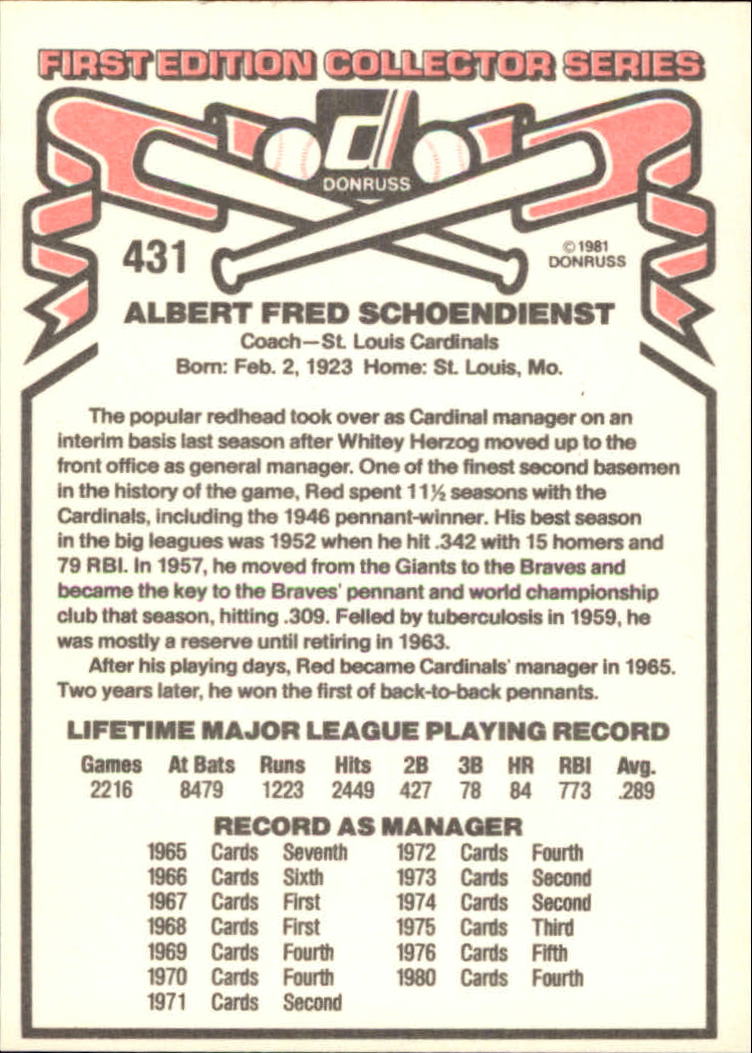 FIRST EDITION COLLECTOR SERIES
d
DONRUSS
431
© 1981
DONRUSS
ALBERT FRED SCHOENDIENST
Coach—St. Louis Cardinals
Born: Feb. 2, 1923 Home: St. Louis, Mo.
The popular redhead took over as Cardinal manager on an
interim basis last season after Whitey Herzog moved up to the
front office as general manager. One of the finest second basemen
in the history of the game, Red spent 11½ seasons with the
Cardinals, including the 1946 pennant-winner. His best season
in the big leagues was 1952 when he hit .342 with 15 homers and
79 RBI. In 1957, he moved from the Giants to the Braves and
became the key to the Braves' pennant and world championship
club that season, hitting .309. Felled by tuberculosis in 1959, he
was mostly a reserve until retiring in 1963.
After his playing days, Red became Cardinals' manager in 1965.
Two years later, he won the first of back-to-back pennants.
LIFETIME MAJOR LEAGUE PLAYING RECORD
Games At Bats Runs Hits 2B 3B HR RBI Avg.
2216 8479 1223 2449 427 78 84 773 .289
RECORD AS MANAGER
1965 Cards Seventh 1972 Cards Fourth
1966 Cards Sixth 1973 Cards Second
1967 Cards First 1974 Cards Second
1968 Cards First 1975 Cards Third
1969 Cards Fourth 1976 Cards Fifth
1970 Cards Fourth 1980 Cards Fourth
1971 Cards Second